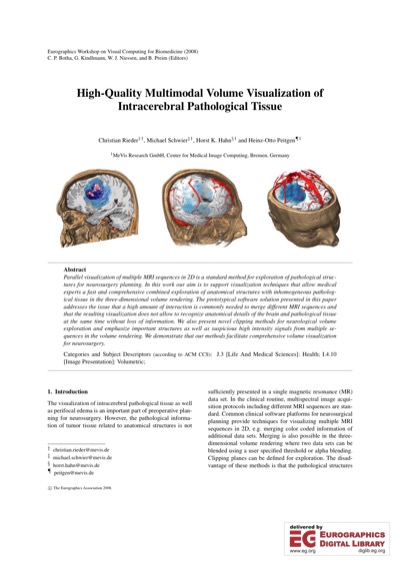 Eurographics Workshop on Visual Computing for Biomedicine (2008)
C. P. Botha, G. Kindlmann, W. J. Niessen, and B. Preim (Editors)
High-Quality Multimodal Volume Visualization of
Intracerebral Pathological Tissue
Christian Rieder†1, Michael Schwier‡1, Horst K. Hahn§1 and Heinz-Otto Peitgen¶1
1MeVis Research GmbH, Center for Medical Image Computing, Bremen, Germany
Abstract
Parallel visualization of multiple MRI sequences in 2D is a standard method for exploration of pathological struc-
tures for neurosurgery planning. In this work our aim is to support visualization techniques that allow medical
experts a fast and comprehensive combined exploration of anatomical structures with inhomogeneous patholog-
ical tissue in the three-dimensional volume rendering. The prototypical software solution presented in this paper
addresses the issue that a high amount of interaction is commonly needed to merge different MRI sequences and
that the resulting visualization does not allow to recognize anatomical details of the brain and pathological tissue
at the same time without loss of information. We also present novel clipping methods for neurological volume
exploration and emphasize important structures as well as suspicious high intensity signals from multiple se-
quences in the volume rendering. We demonstrate that our methods facilitate comprehensive volume visualization
for neurosurgery.
Categories and Subject Descriptors (according to ACM CCS): J.3 [Life And Medical Sciences]: Health; I.4.10
[Image Presentation]: Volumetric;
1. Introduction
The visualization of intracerebral pathological tissue as well
as perifocal edema is an important part of preoperative plan-
ning for neurosurgery. However, the pathological informa-
tion of tumor tissue related to anatomical structures is not
† christian.rieder@mevis.de
‡ michael.schwier@mevis.de
§ horst.hahn@mevis.de
¶ peitgen@mevis.de
© The Eurographics Association 2008.
sufficiently presented in a single magnetic resonance (MR)
data set. In the clinical routine, multispectral image acqui-
sition protocols including different MRI sequences are stan-
dard. Common clinical software platforms for neurosurgical
planning provide techniques for visualizing multiple MRI
sequences in 2D, e.g. merging color coded information of
additional data sets. Merging is also possible in the three-
dimensional volume rendering where two data sets can be
blended using a user specified threshold or alpha blending.
Clipping planes can be defined for exploration. The disad-
vantage of these methods is that the pathological structures
delivered by
EG EUROGRAPHICS
DIGITAL LIBRARY
www.eg.org diglib.eg.org